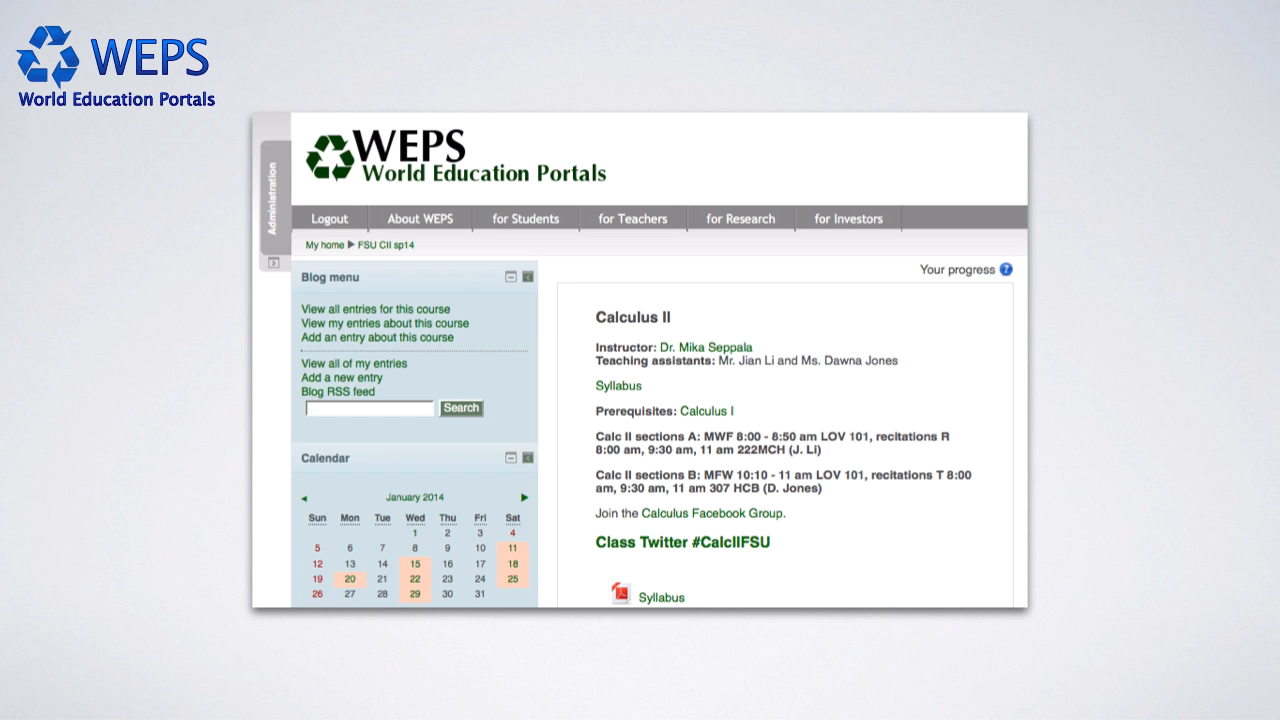 WEPS
World Education Portals
WEPS
World Education Portals
Administration
Logout About WEPS for Students for Teachers for Research for Investors
My home ▶ FSU CII sp14
Your progress ?
Blog menu
View all entries for this course
View my entries about this course
Add an entry about this course
View all of my entries
Add a new entry
Blog RSS feed
Search
Calendar
◄ January 2014 ►
Sun Mon Tue Wed Thu Fri Sat
1 2 3 4
5 6 7 8 9 10 11
12 13 14 15 16 17 18
19 20 21 22 23 24 25
26 27 28 29 30 31
Calculus II
Instructor: Dr. Mika Seppala
Teaching assistants: Mr. Jian Li and Ms. Dawna Jones
Syllabus
Prerequisites: Calculus I
Calc II sections A: MWF 8:00 - 8:50 am LOV 101, recitations R
8:00 am, 9:30 am, 11 am 222MCH (J. Li)
Calc II sections B: MFW 10:10 - 11 am LOV 101, recitations T 8:00
am, 9:30 am, 11 am 307 HCB (D. Jones)
Join the Calculus Facebook Group.
Class Twitter #CalcIIFSU
Syllabus